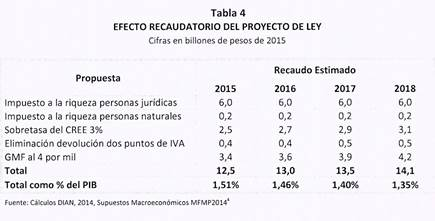 Tabla 4
EFECTO RECAUDATORIO DEL PROYECTO DE LEY
Cifras en billones de pesos de 2015
Propuesta Recaudo Estimado
2015 2016 2017 2018
Impuesto a la riqueza personas jurídicas 6,0 6,0 6,0 6,0
Impuesto a la riqueza personas naturales 0,2 0,2 0,2 0,2
Sobretasa del CREE 3% 2,5 2,7 2,9 3,1
Eliminación devolución dos puntos de IVA 0,4 0,4 0,5 0,5
GMF al 4 por mil 3,4 3,6 3,9 4,2
Total 12,5 13,0 13,5 14,1
Total como % del PIB 1,51% 1,46% 1,40% 1,35%
Fuente: Cálculos DIAN, 2014, Supuestos Macroeconómicos MFMP2014⁴